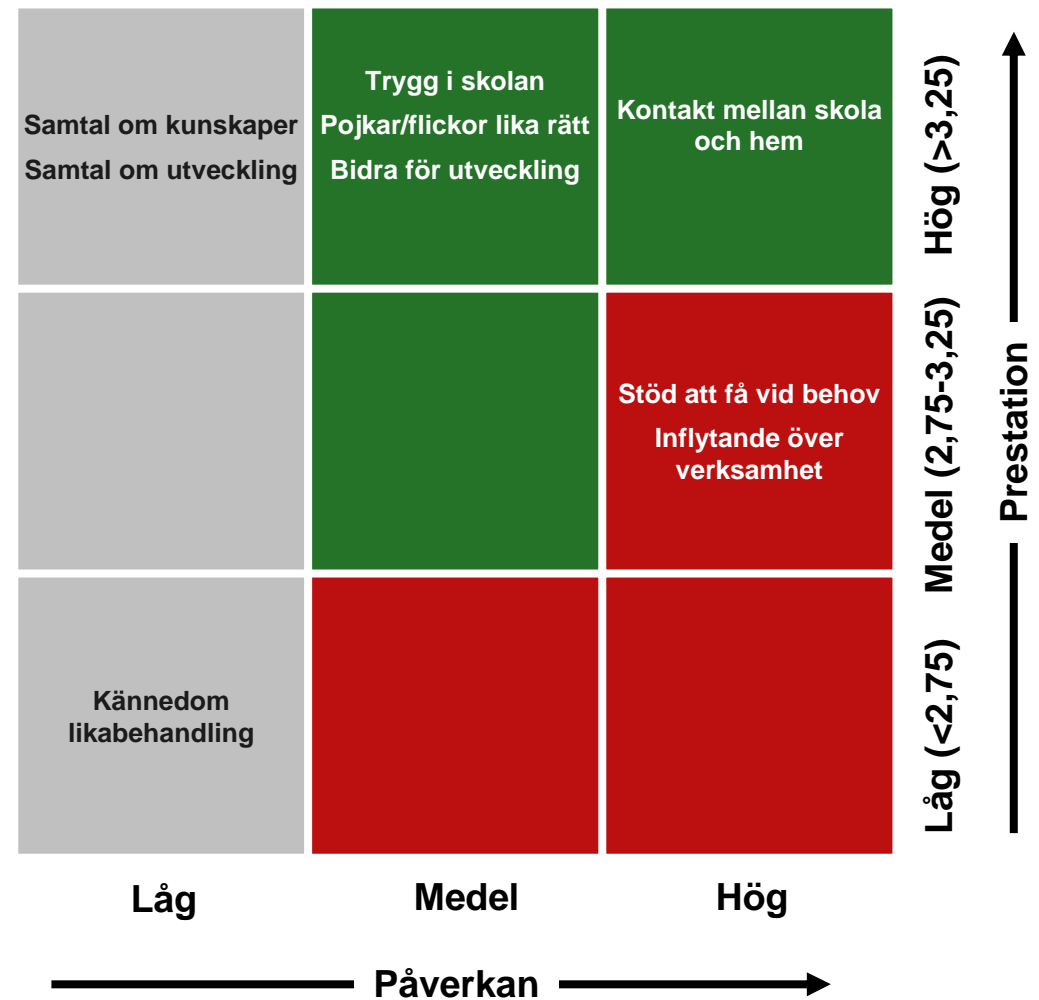 Samtal om kunskaper
Samtal om utveckling
Trygg i skolan
Pojkar/flickor lika rätt
Bidra för utveckling
Kontakt mellan skola
och hem
Hög (>3,25)
Stöd att få vid behov
Inflytande över
verksamhet
Medel (2,75-3,25)
Prestation
Kännedom
likabehandling
Låg (<2,75)
Låg
Medel
Hög
Påverkan